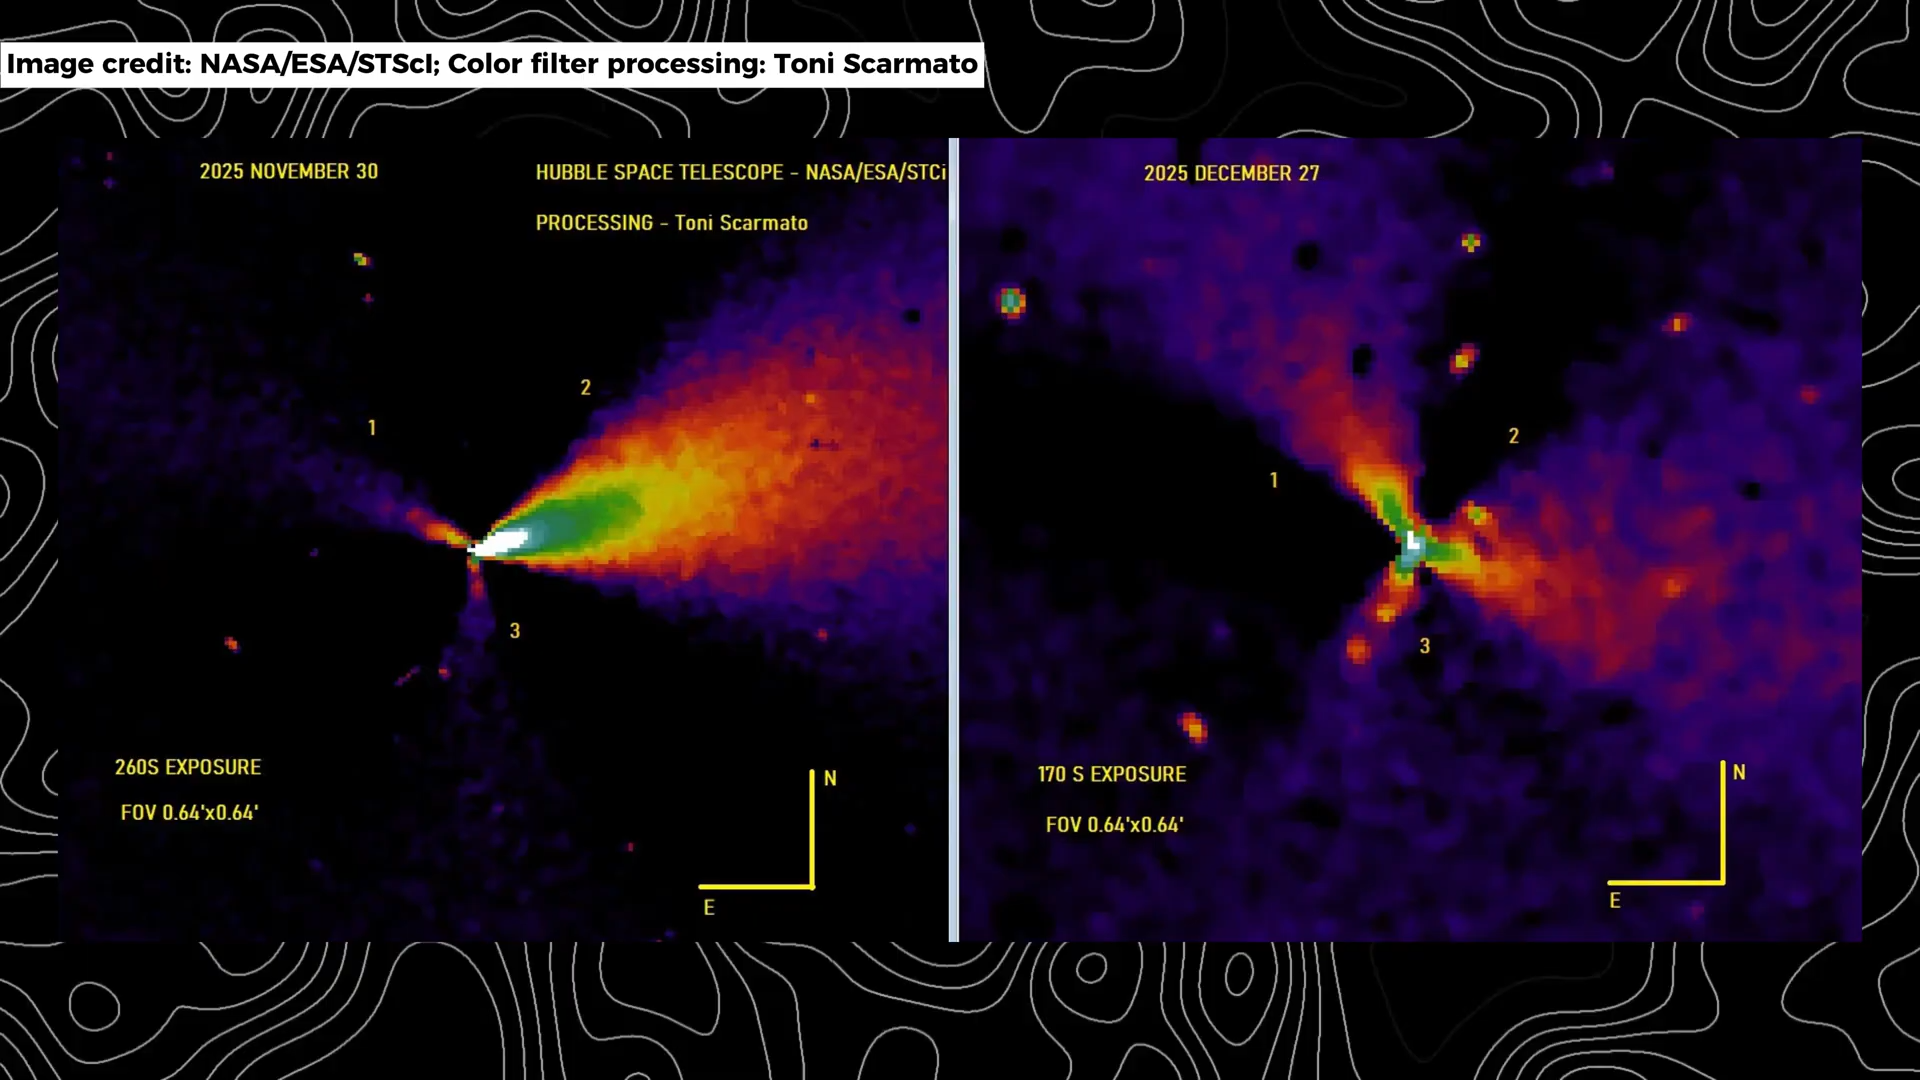 Image credit: NASA/ESA/STScI; Color filter processing: Toni Scarmato
2025 NOVEMBER 30
HUBBLE SPACE TELESCOPE - NASA/ESA/STCi
PROCESSING - Toni Scarmato
2
1
3
260S EXPOSURE
FOV 0.64'x0.64'
N
E
2025 DECEMBER 27
2
1
3
170 S EXPOSURE
FOV 0.64'x0.64'
N
E